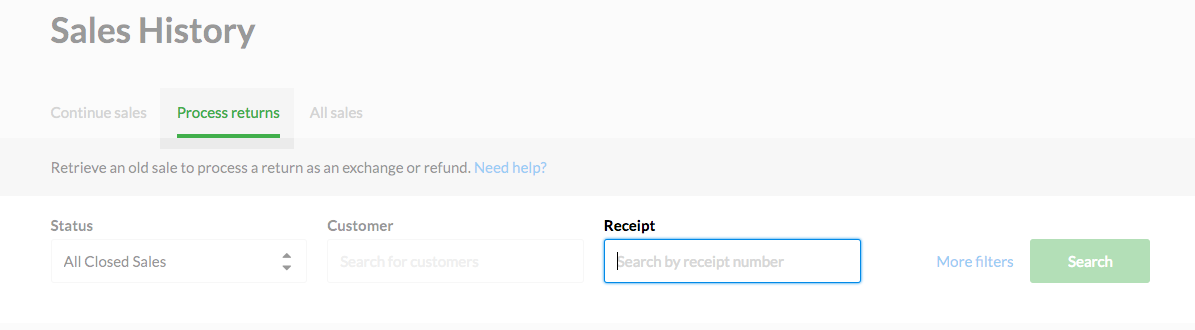 Sales History
Continue sales Process returns All sales
Retrieve an old sale to process a return as an exchange or refund. Need help?
Status Customer Receipt
All Closed Sales Search for customers Search by receipt number More filters Search